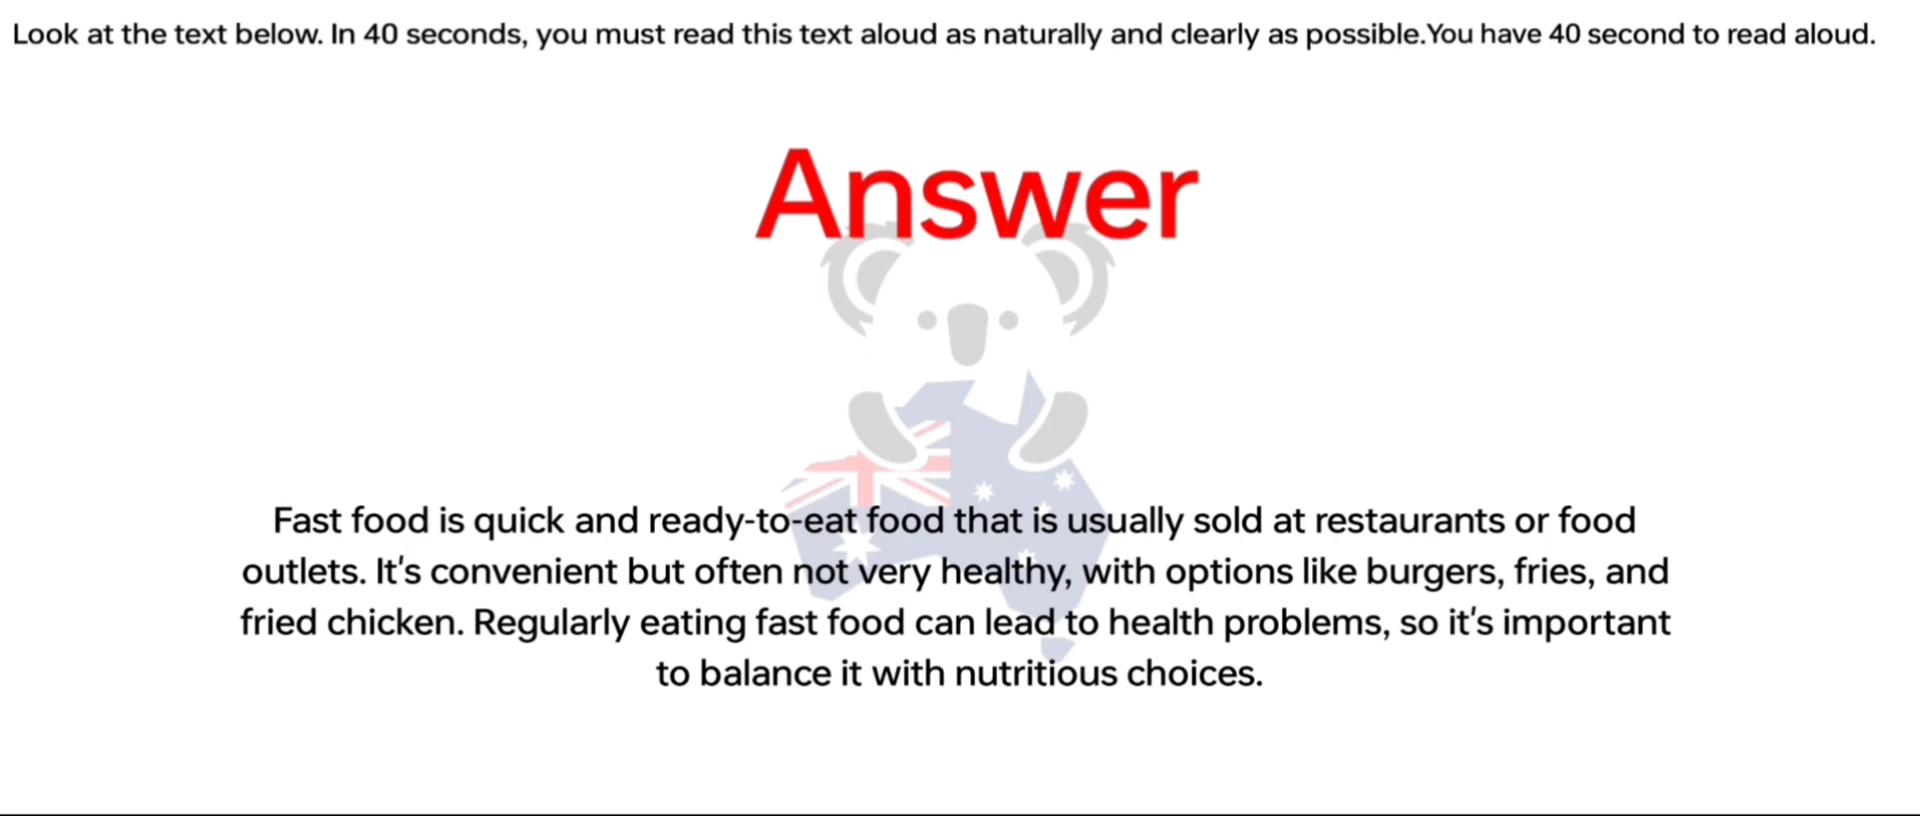 Look at the text below. In 40 seconds, you must read this text aloud as naturally and clearly as possible.You have 40 second to read aloud.
Answer
Fast food is quick and ready-to-eat food that is usually sold at restaurants or food
outlets. It's convenient but often not very healthy, with options like burgers, fries, and
fried chicken. Regularly eating fast food can lead to health problems, so it's important
to balance it with nutritious choices.